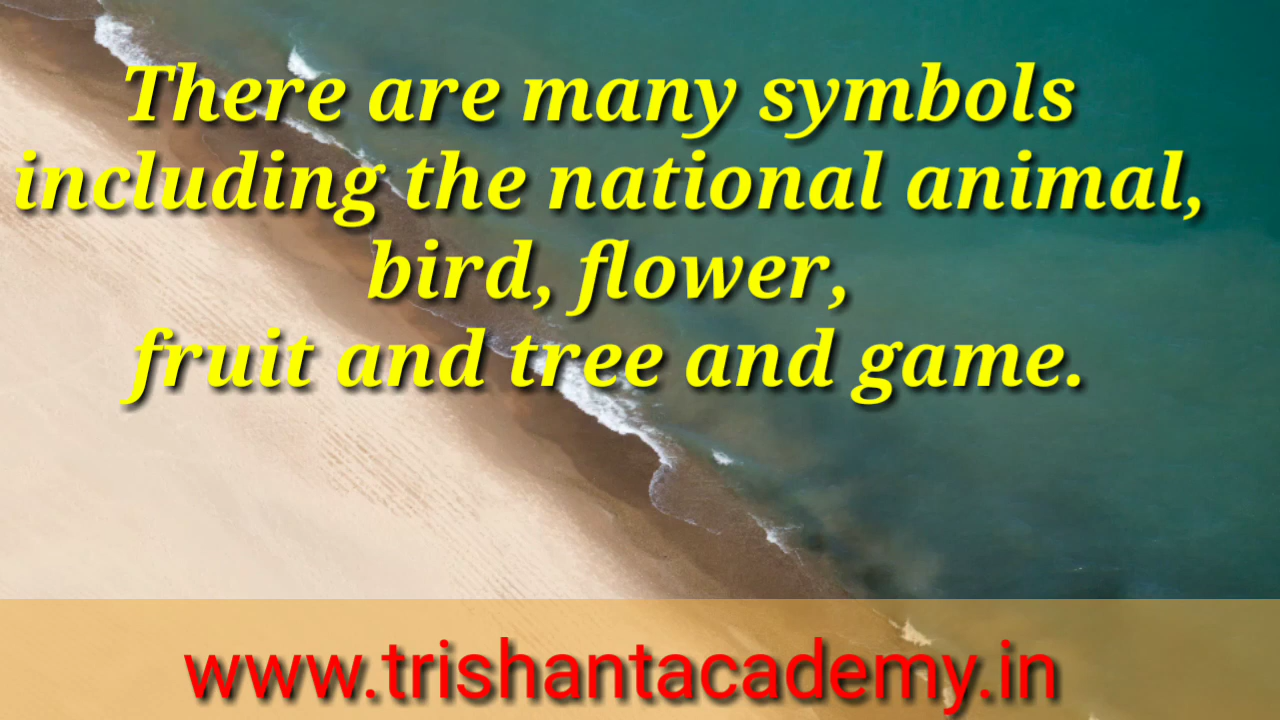 There are many symbols
including the national animal,
bird, flower,
fruit and tree and game.
www.trishantacademy.in